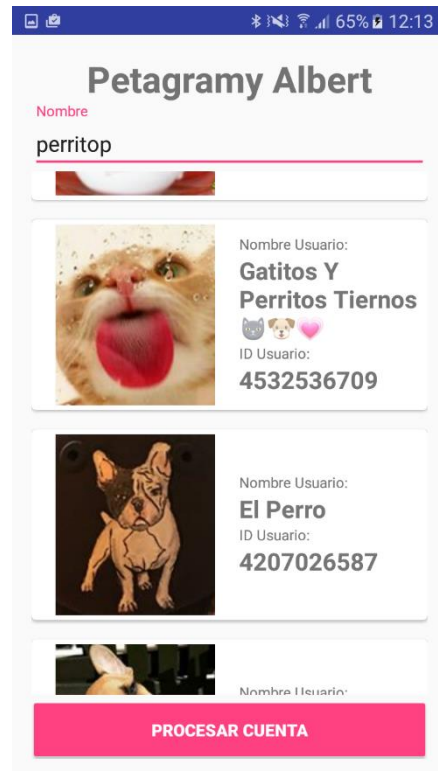 65% 12:13
Petagramy Albert
Nombre
perritop
Nombre Usuario:
Gatitos Y
Perritos Tiernos
🐱🐶💗
ID Usuario:
4532536709
Nombre Usuario:
El Perro
ID Usuario:
4207026587
Nombre Usuario:
PROCESAR CUENTA